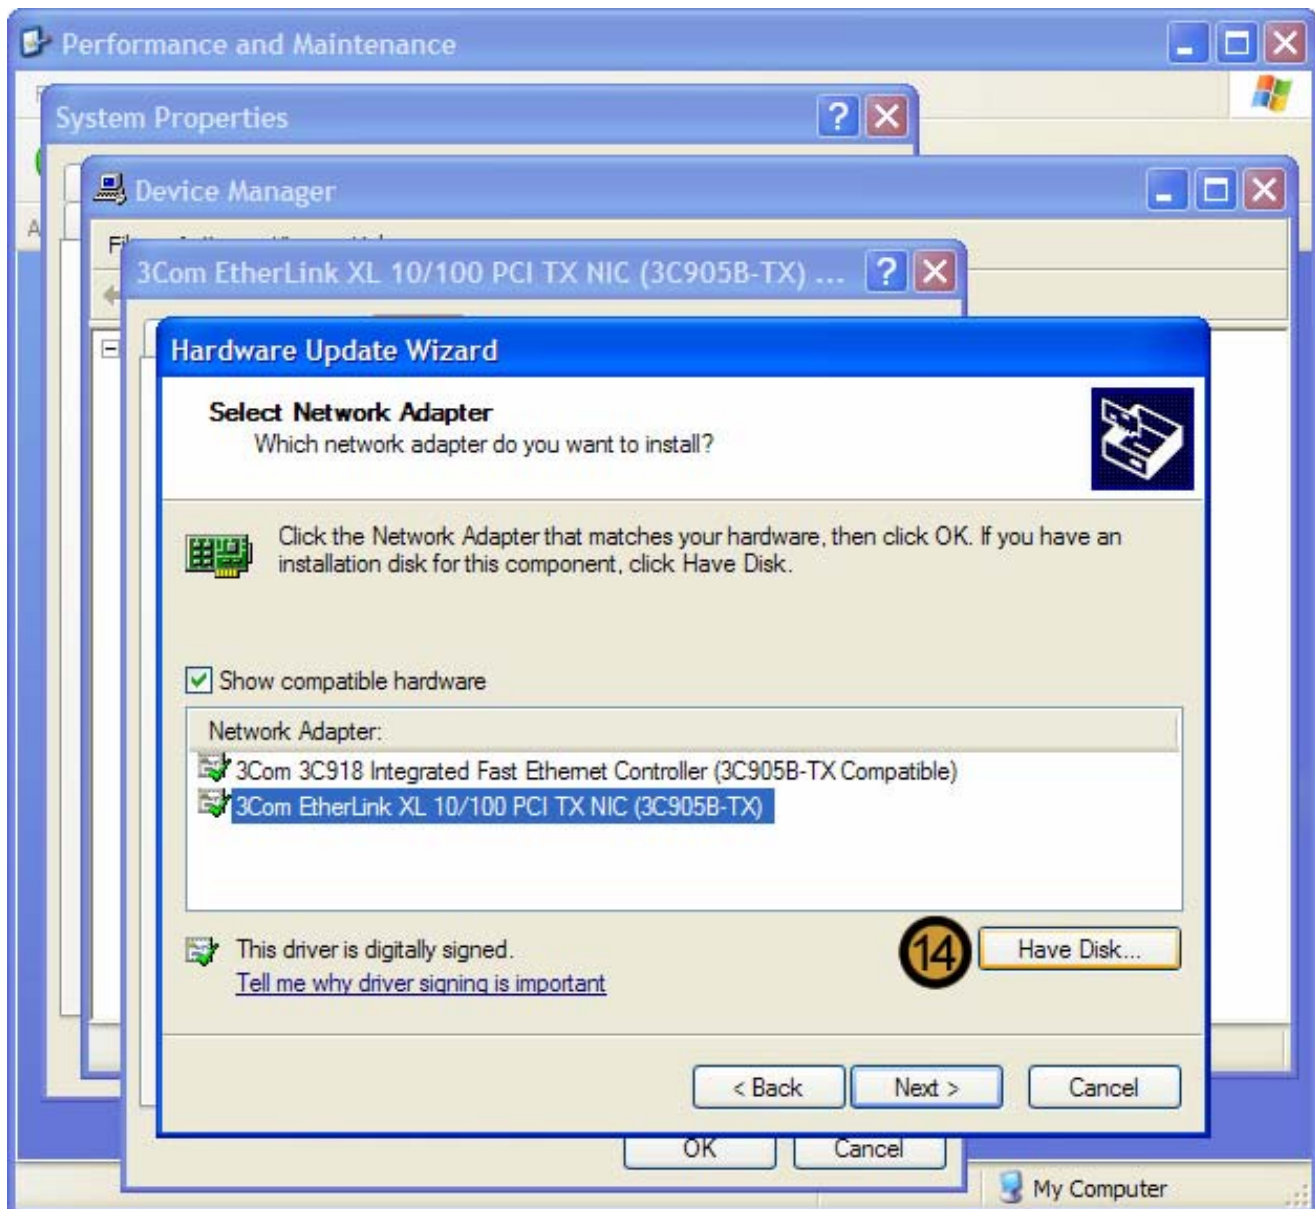 Performance and Maintenance
System Properties
Device Manager
3Com EtherLink XL 10/100 PCI TX NIC (3C905B-TX) ...
Hardware Update Wizard
Select Network Adapter
Which network adapter do you want to install?
Click the Network Adapter that matches your hardware, then click OK. If you have an
installation disk for this component, click Have Disk.
Show compatible hardware
Network Adapter:
3Com 3C918 Integrated Fast Ethernet Controller (3C905B-TX Compatible)
3Com EtherLink XL 10/100 PCI TX NIC (3C905B-TX)
This driver is digitally signed.
14 Have Disk...
Tell me why driver signing is important
< Back Next > Cancel
OK Cancel
My Computer